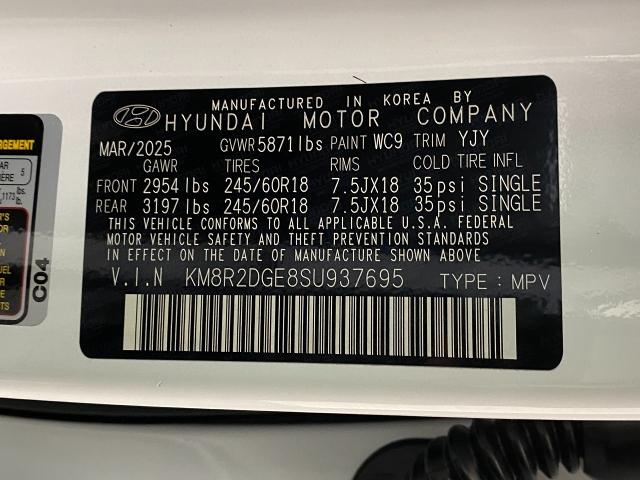 MANUFACTURED IN KOREA BY
HYUNDAI MOTOR COMPANY
MAR/2025 GVWR 5871 lbs PAINT WC9 TRIM YJY
GAWR TIRES RIMS COLD TIRE INFL
FRONT 2954 lbs 245/60R18 7.5JX18 35psi SINGLE
REAR 3197 lbs 245/60R18 7.5JX18 35psi SINGLE
THIS VEHICLE CONFORMS TO ALL APPLICABLE U.S.A. FEDERAL
MOTOR VEHICLE SAFETY AND THEFT PREVENTION STANDARDS
IN EFFECT ON THE DATE OF MANUFACTURE SHOWN ABOVE.
V.I.N KM8R2DGE8SU937695 TYPE : MPV
C04